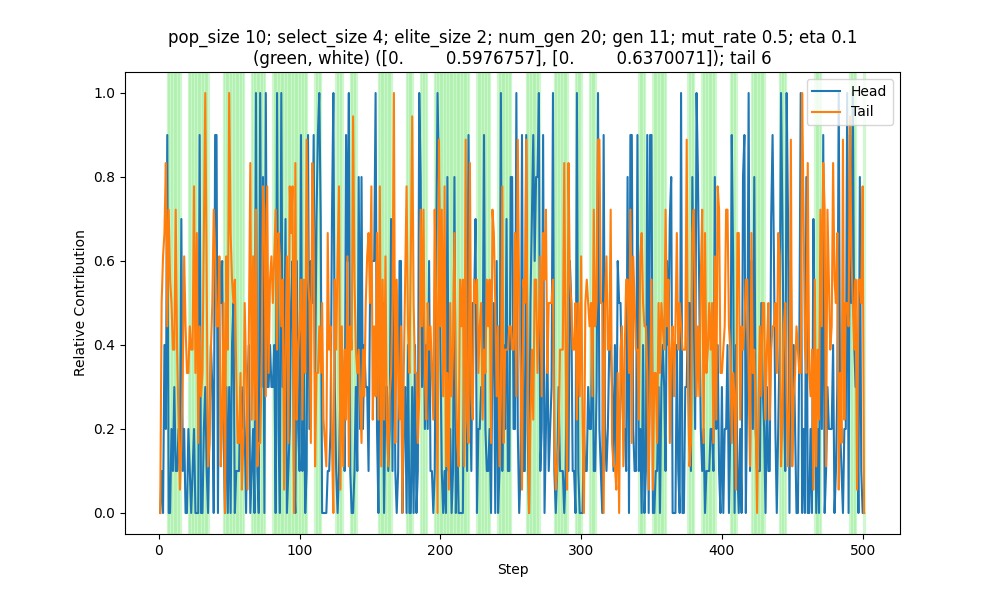 pop_size 10; select_size 4; elite_size 2; num_gen 20; gen 11; mut_rate 0.5; eta 0.1
(green, white) ([0. 0.5976757], [0. 0.6370071]); tail 6
Head
Tail
Relative Contribution
1.0
0.8
0.6
0.4
0.2
0.0
0
100
200
300
400
500
Step